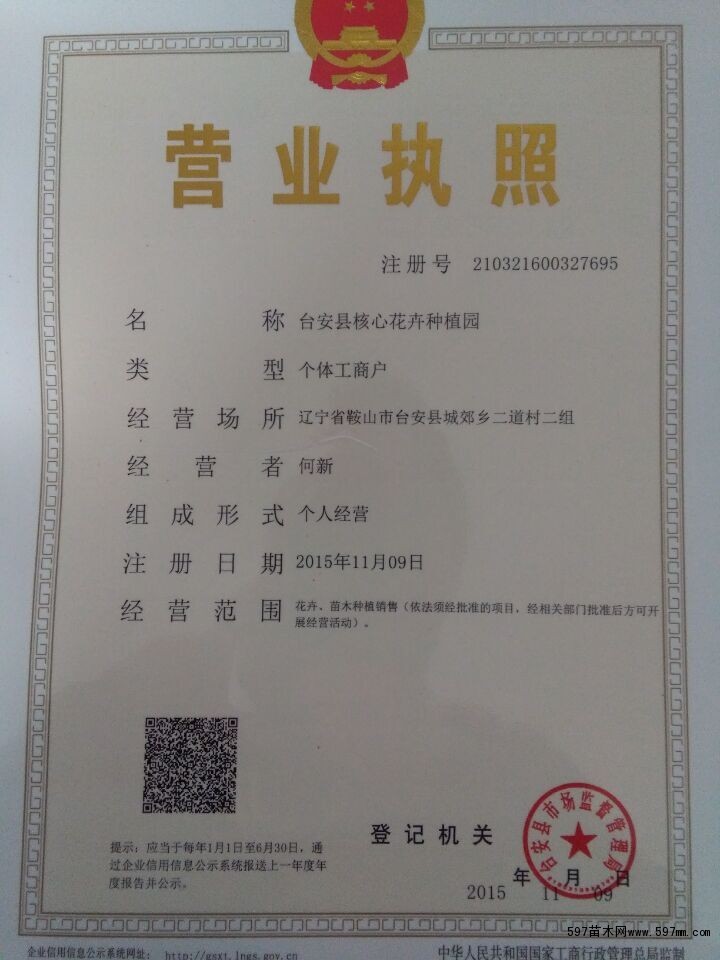 营业执照
注册号 210321600327695
名称 台安县核心花卉种植园
类型 个体工商户
经营场所 辽宁省鞍山市台安县城郊乡二道村二组
经营者 何新
组成形式 个人经营
注册日期 2015年11月09日
经营范围 花卉、苗木种植销售（依法须经批准的项目，经相关部门批准后方可开
展经营活动）。
登记机关
台安县市场监督管理局
提示：应当于每年1月1日至6月30日，通
过企业信用信息公示系统报送上一年度年
度报告并公示。
年 月 日
2015 11 09
597苗木网www.597mm.com
企业信用信息公示系统网址： http://gsxt.lngs.gov.cn
中华人民共和国国家工商行政管理总局监制